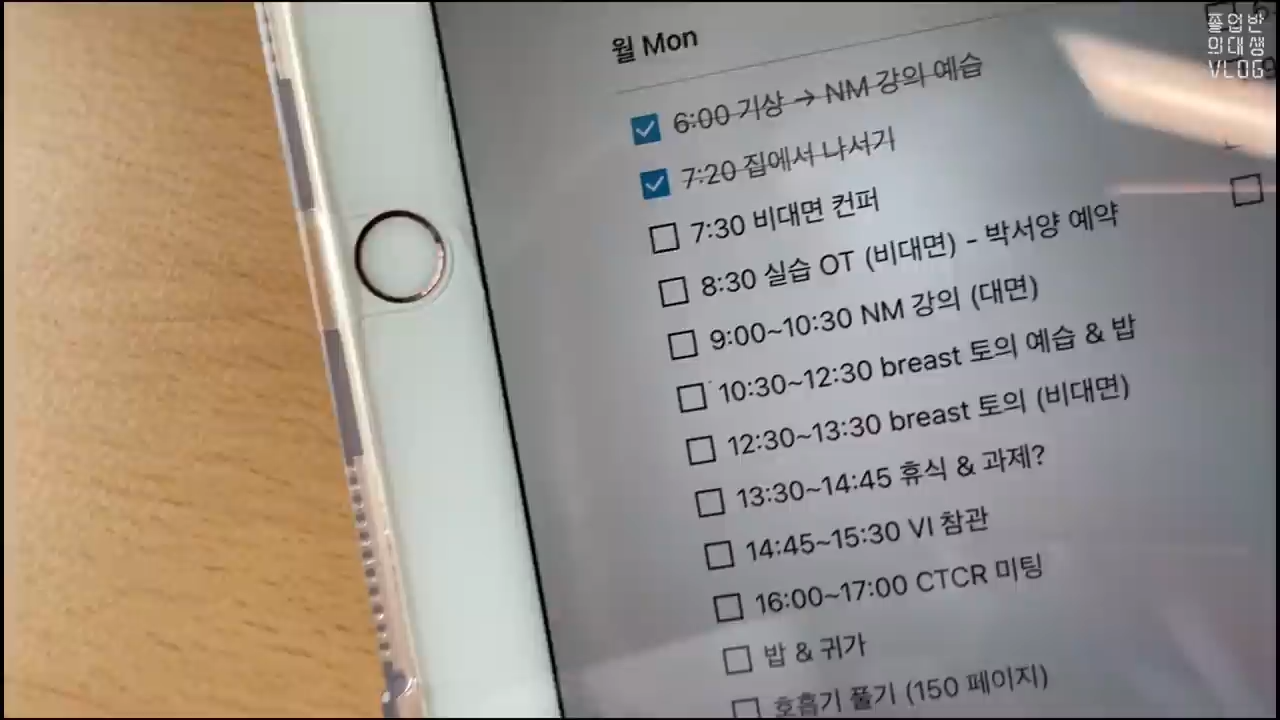 졸업반
의대생
VLOG
월 Mon
6:00 기상 → NM 강의 예습
7:20 집에서 나서기
7:30 비대면 컨퍼
8:30 실습 OT (비대면) - 박서양 예약
9:00~10:30 NM 강의 (대면)
10:30~12:30 breast 토의 예습 & 밥
12:30~13:30 breast 토의 (비대면)
13:30~14:45 휴식 & 과제?
14:45~15:30 VI 참관
16:00~17:00 CTCR 미팅
밥 & 귀가
호흡기 풀기 (150 페이지)